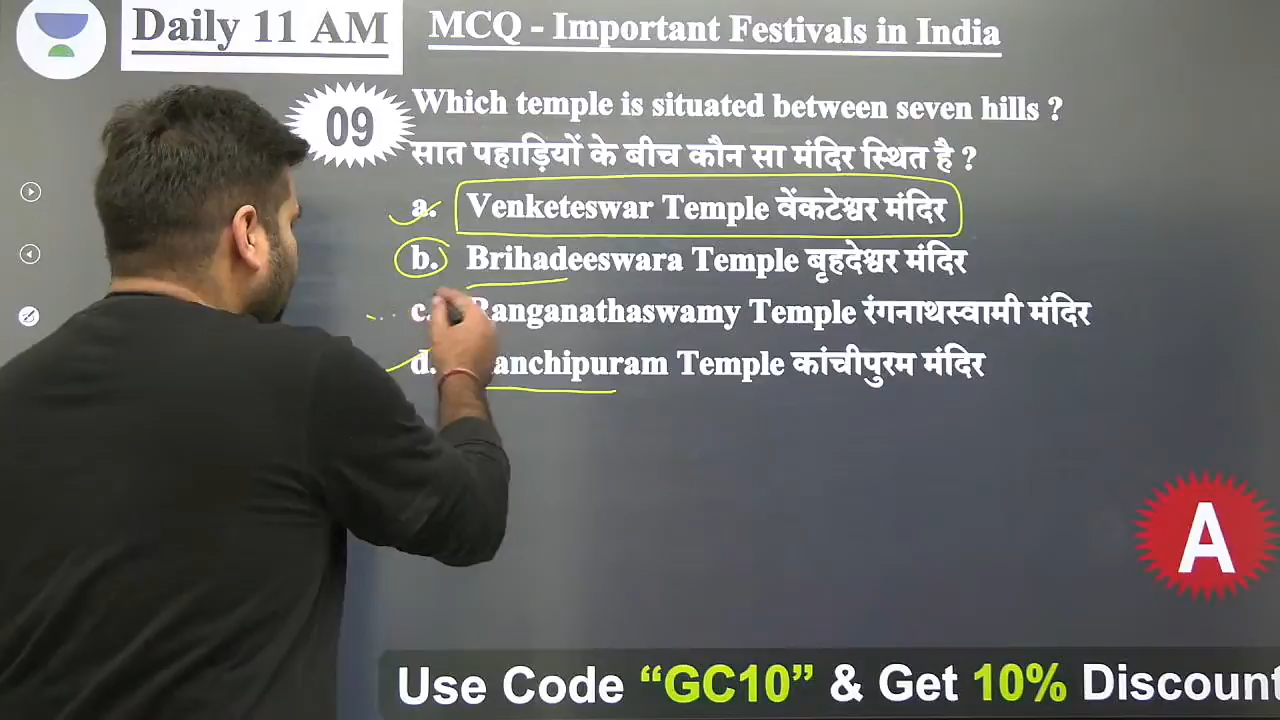 Daily 11 AM
MCQ - Important Festivals in India
09
Which temple is situated between seven hills ?
सात पहाड़ियों के बीच कौन सा मंदिर स्थित है ?
a. Venketeswar Temple वेंकटेश्वर मंदिर
b. Brihadeeswara Temple बृहदेश्वर मंदिर
c. Ranganathaswamy Temple रंगनाथस्वामी मंदिर
d. anchipuram Temple कांचीपुरम मंदिर
A
Use Code “GC10” & Get 10% Discount